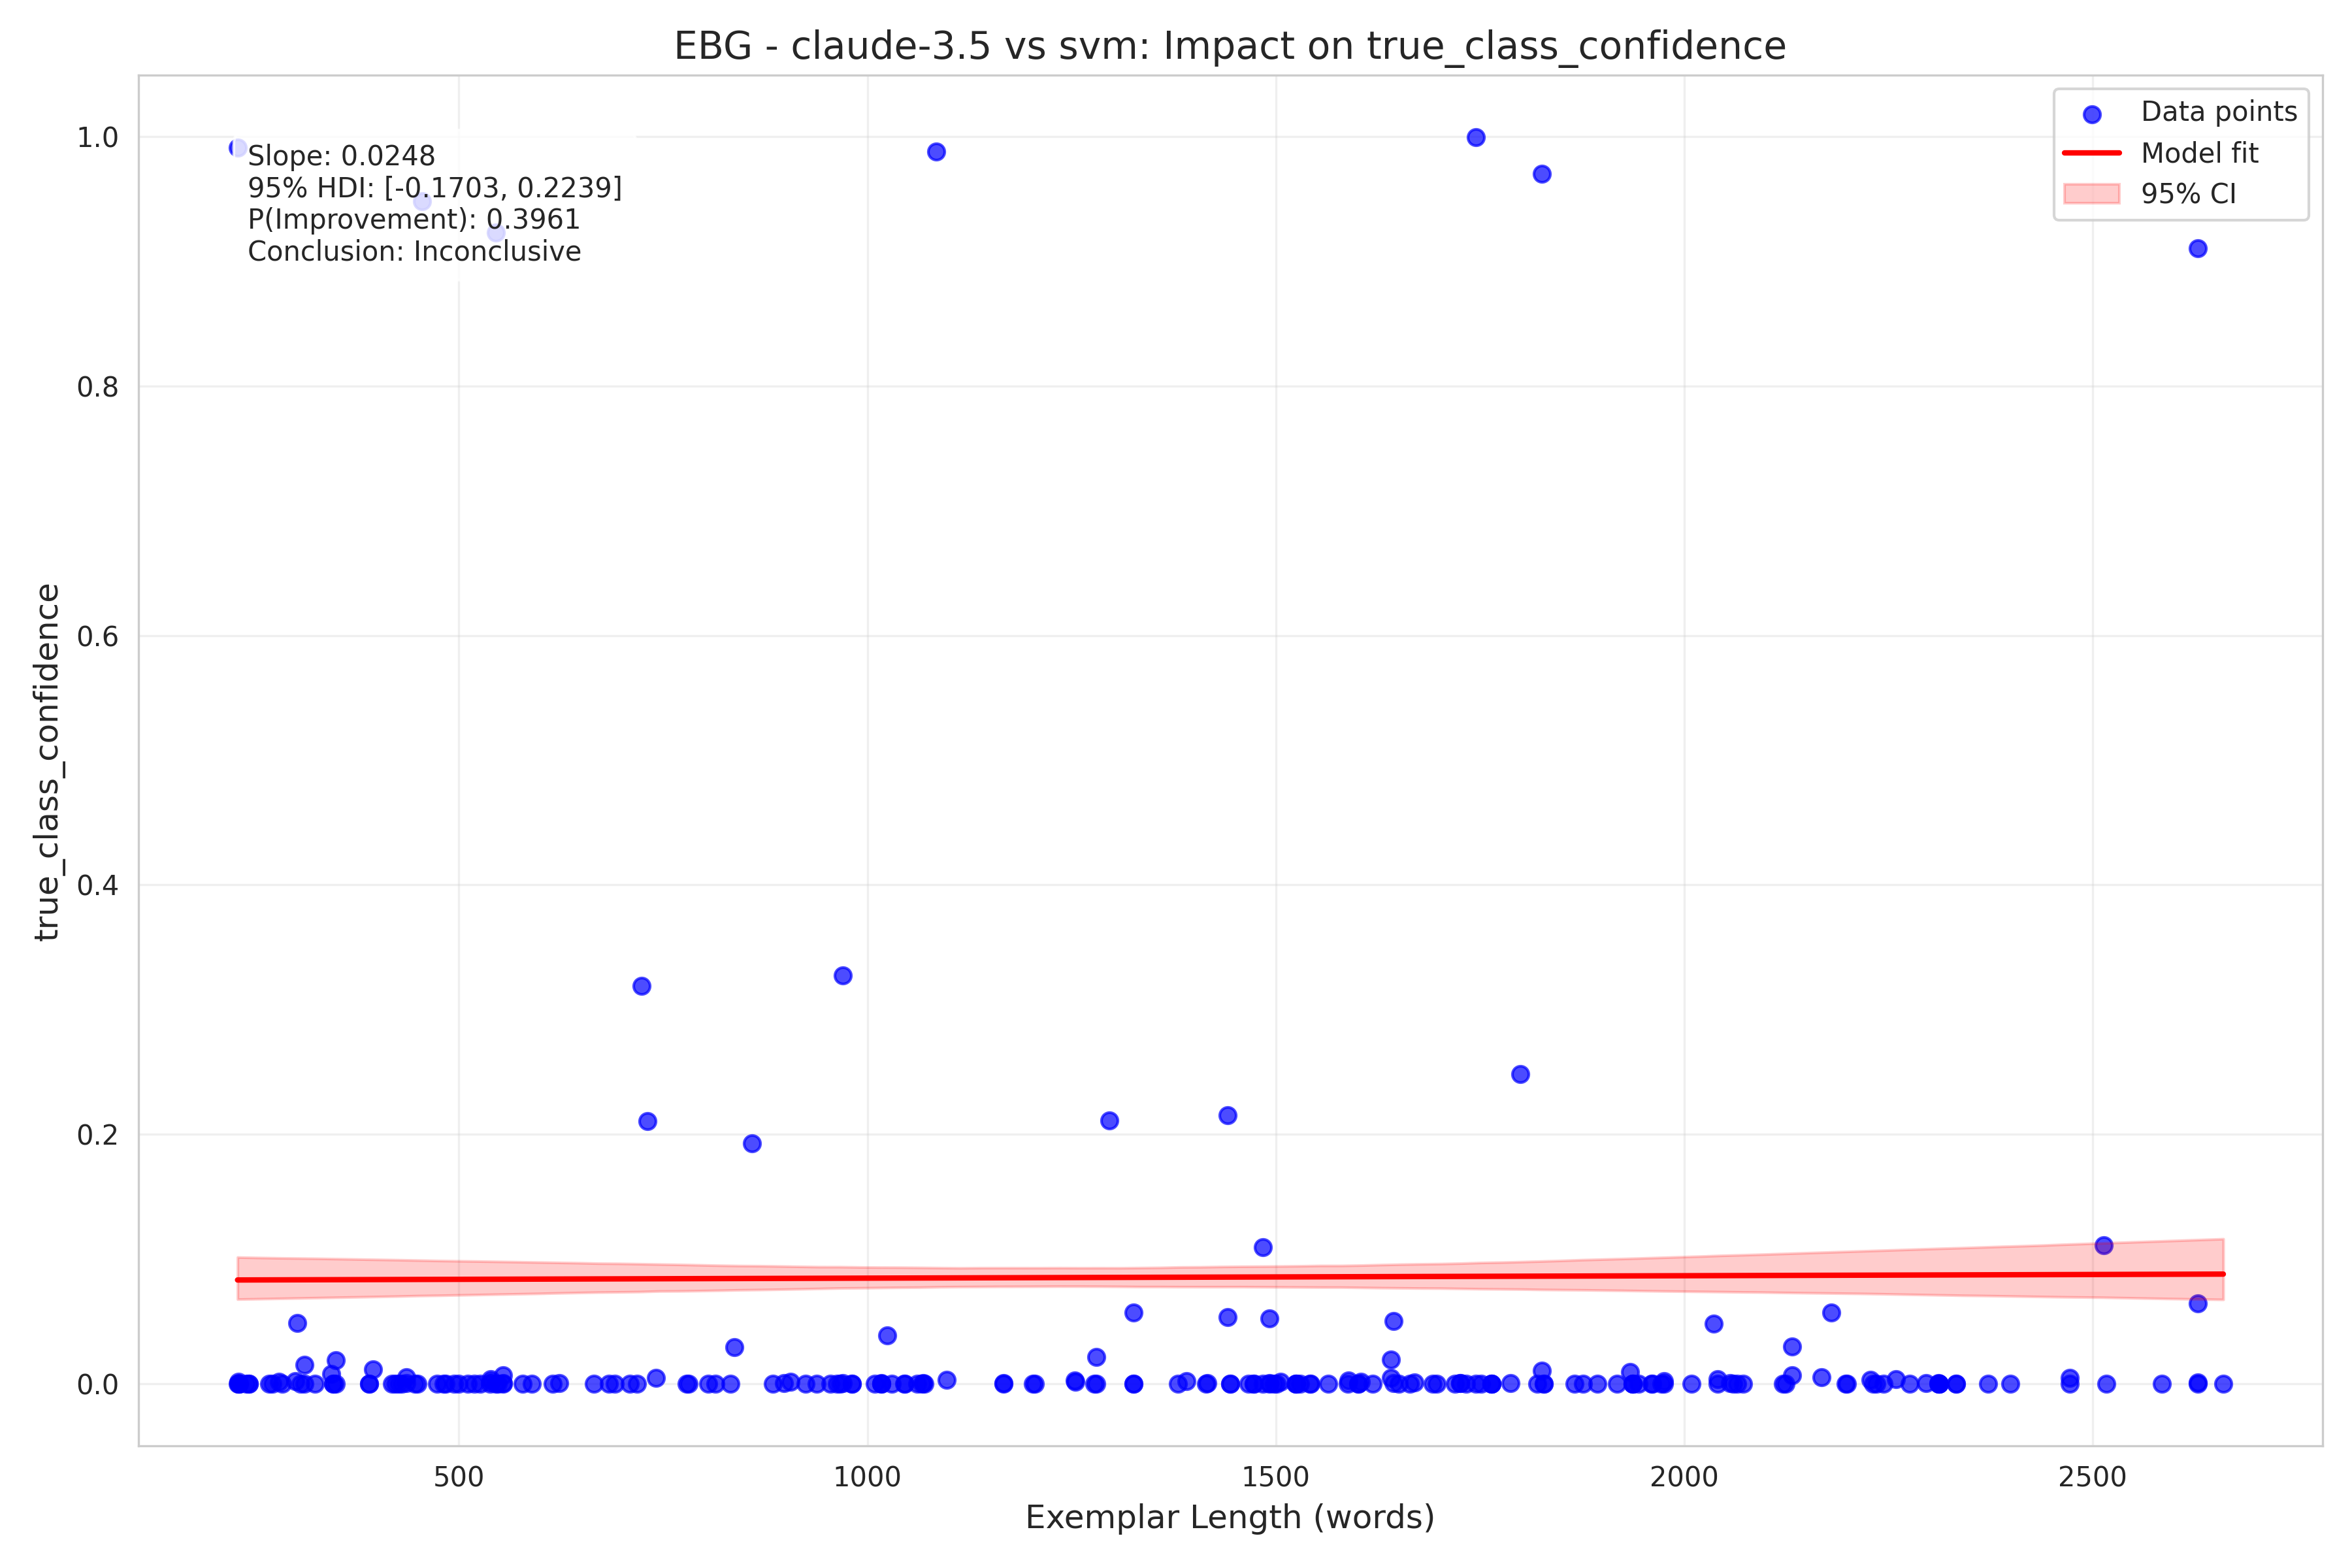 EBG - claude-3.5 vs svm: Impact on true_class_confidence
Data points
Model fit
95% CI
Slope: 0.0248
95% HDI: [-0.1703, 0.2239]
P(Improvement): 0.3961
Conclusion: Inconclusive
true_class_confidence
1.0
0.8
0.6
0.4
0.2
0.0
500
1000
1500
2000
2500
Exemplar Length (words)